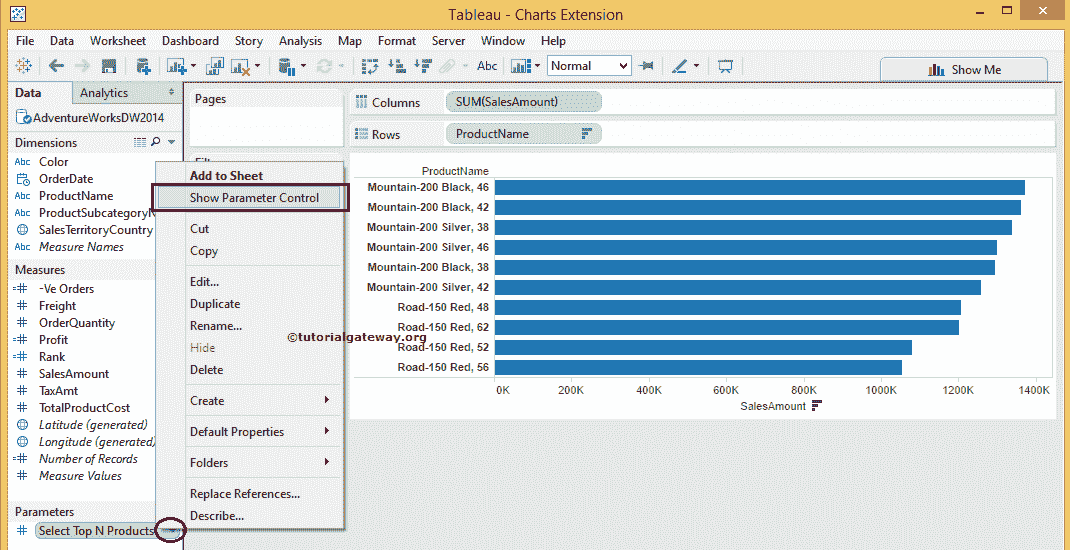 Tableau - Charts Extension
File Data Worksheet Dashboard Story Analysis Map Format Server Window Help
Abc Normal Show Me
Data Analytics
AdventureWorksDW2014
Dimensions
Abc Color
OrderDate
Abc ProductName
Abc
SalesTerritoryCountry
Abc Measure Names
Measures
-Ve Orders
Freight
OrderQuantity
Profit
Rank
SalesAmount
TaxAmt
TotalProductCost
Latitude (generated)
Longitude (generated)
Number of Records
Measure Values
Parameters
Select Top N Products
Pages
Columns SUM(SalesAmount)
Rows ProductName
Add to Sheet
Show Parameter Control
Cut
Copy
Edit...
Duplicate
Rename...
Hide
Delete
Create
Default Properties
Folders
Replace References...
Describe...
©tutorialgateway.org
ProductName
Mountain-200 Black, 46
Mountain-200 Black, 42
Mountain-200 Silver, 38
Mountain-200 Silver, 46
Mountain-200 Black, 38
Mountain-200 Silver, 42
Road-150 Red, 48
Road-150 Red, 62
Road-150 Red, 52
Road-150 Red, 56
0K 200K 400K 600K 800K 1000K 1200K 1400K
SalesAmount